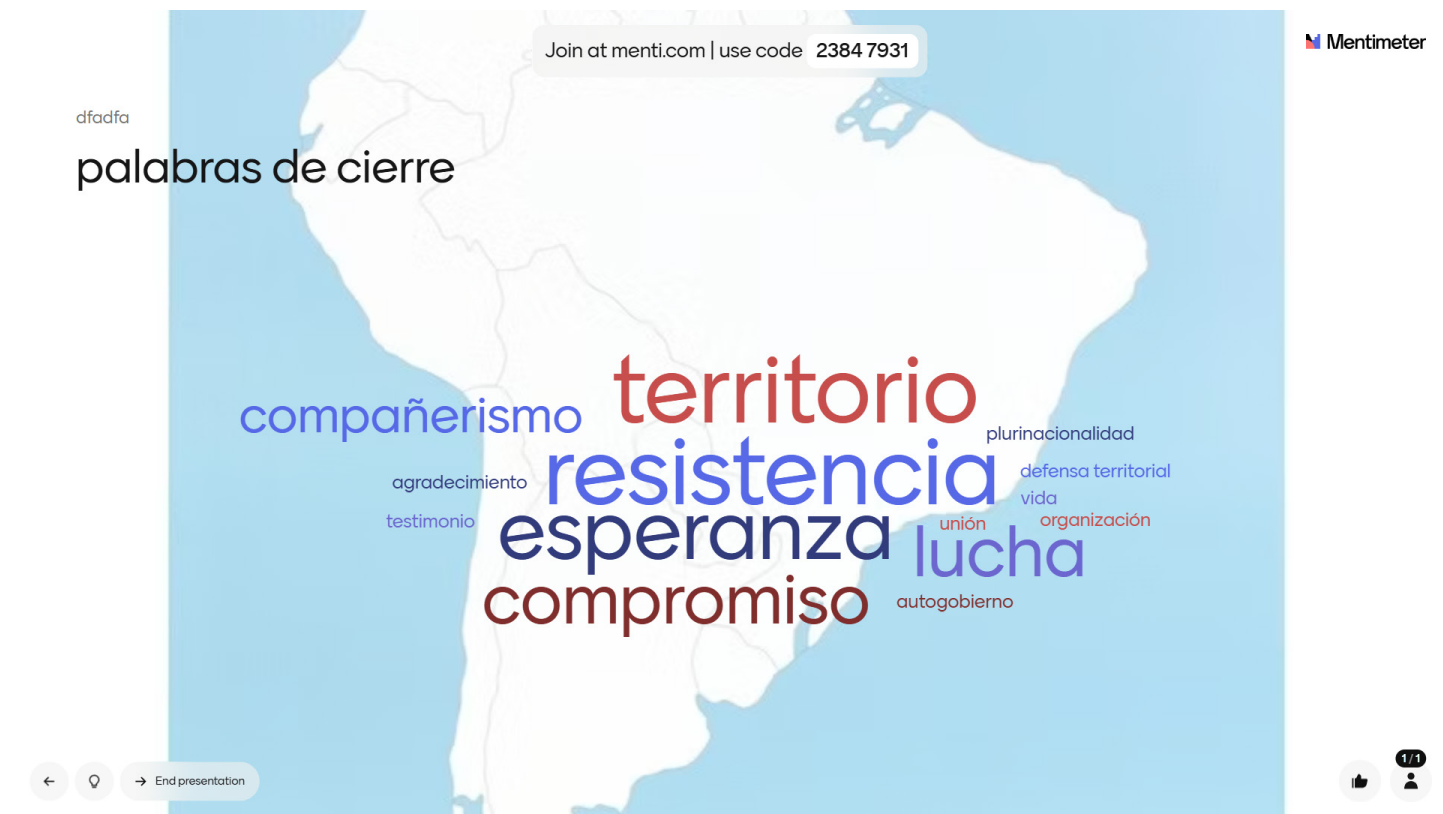 Join at menti.com | use code 2384 7931
Mentimeter
dfadfa
palabras de cierre
territorio
compañerismo
plurinacionalidad
resistencia
defensa territorial
agradecimiento
vida
testimonio
esperanza
unión
organización
lucha
compromiso
autogobierno
End presentation
1/1